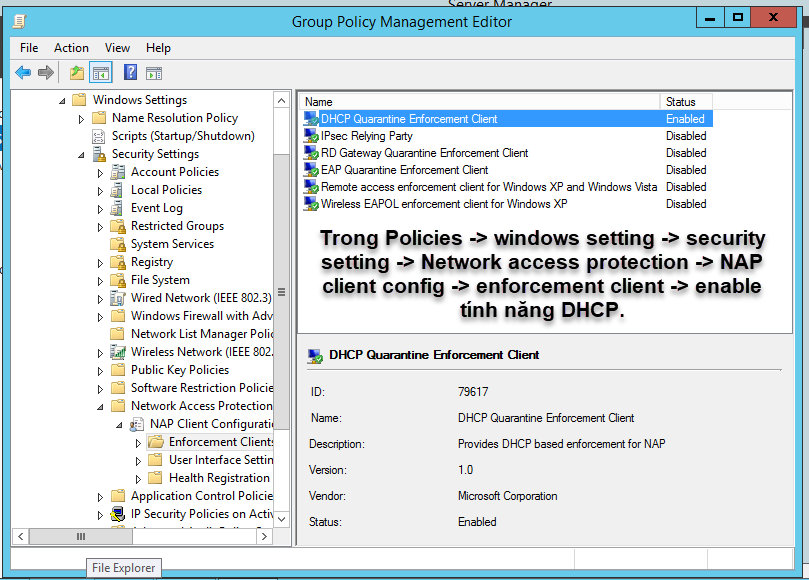 Server Manager
Group Policy Management Editor
File Action View Help
Windows Settings
Name Resolution Policy
Scripts (Startup/Shutdown)
Security Settings
Account Policies
Local Policies
Event Log
Restricted Groups
System Services
Registry
File System
Wired Network (IEEE 802.3)
Windows Firewall with Adv
Network List Manager Polic
Wireless Network (IEEE 802.
Public Key Policies
Software Restriction Policie
Network Access Protection
NAP Client Configurati
Enforcement Clients
User Interface Settin
Health Registration
Application Control Policie
IP Security Policies on Activ
Name Status
DHCP Quarantine Enforcement Client Enabled
IPsec Relying Party Disabled
RD Gateway Quarantine Enforcement Client Disabled
EAP Quarantine Enforcement Client Disabled
Remote access enforcement client for Windows XP and Windows Vista Disabled
Wireless EAPOL enforcement client for Windows XP Disabled
Trong Policies -> windows setting -> security
setting -> Network access protection -> NAP
client config -> enforcement client -> enable
tính năng DHCP.
DHCP Quarantine Enforcement Client
ID: 79617
Name: DHCP Quarantine Enforcement Client
Description: Provides DHCP based enforcement for NAP
Version: 1.0
Vendor: Microsoft Corporation
Status: Enabled
File Explorer